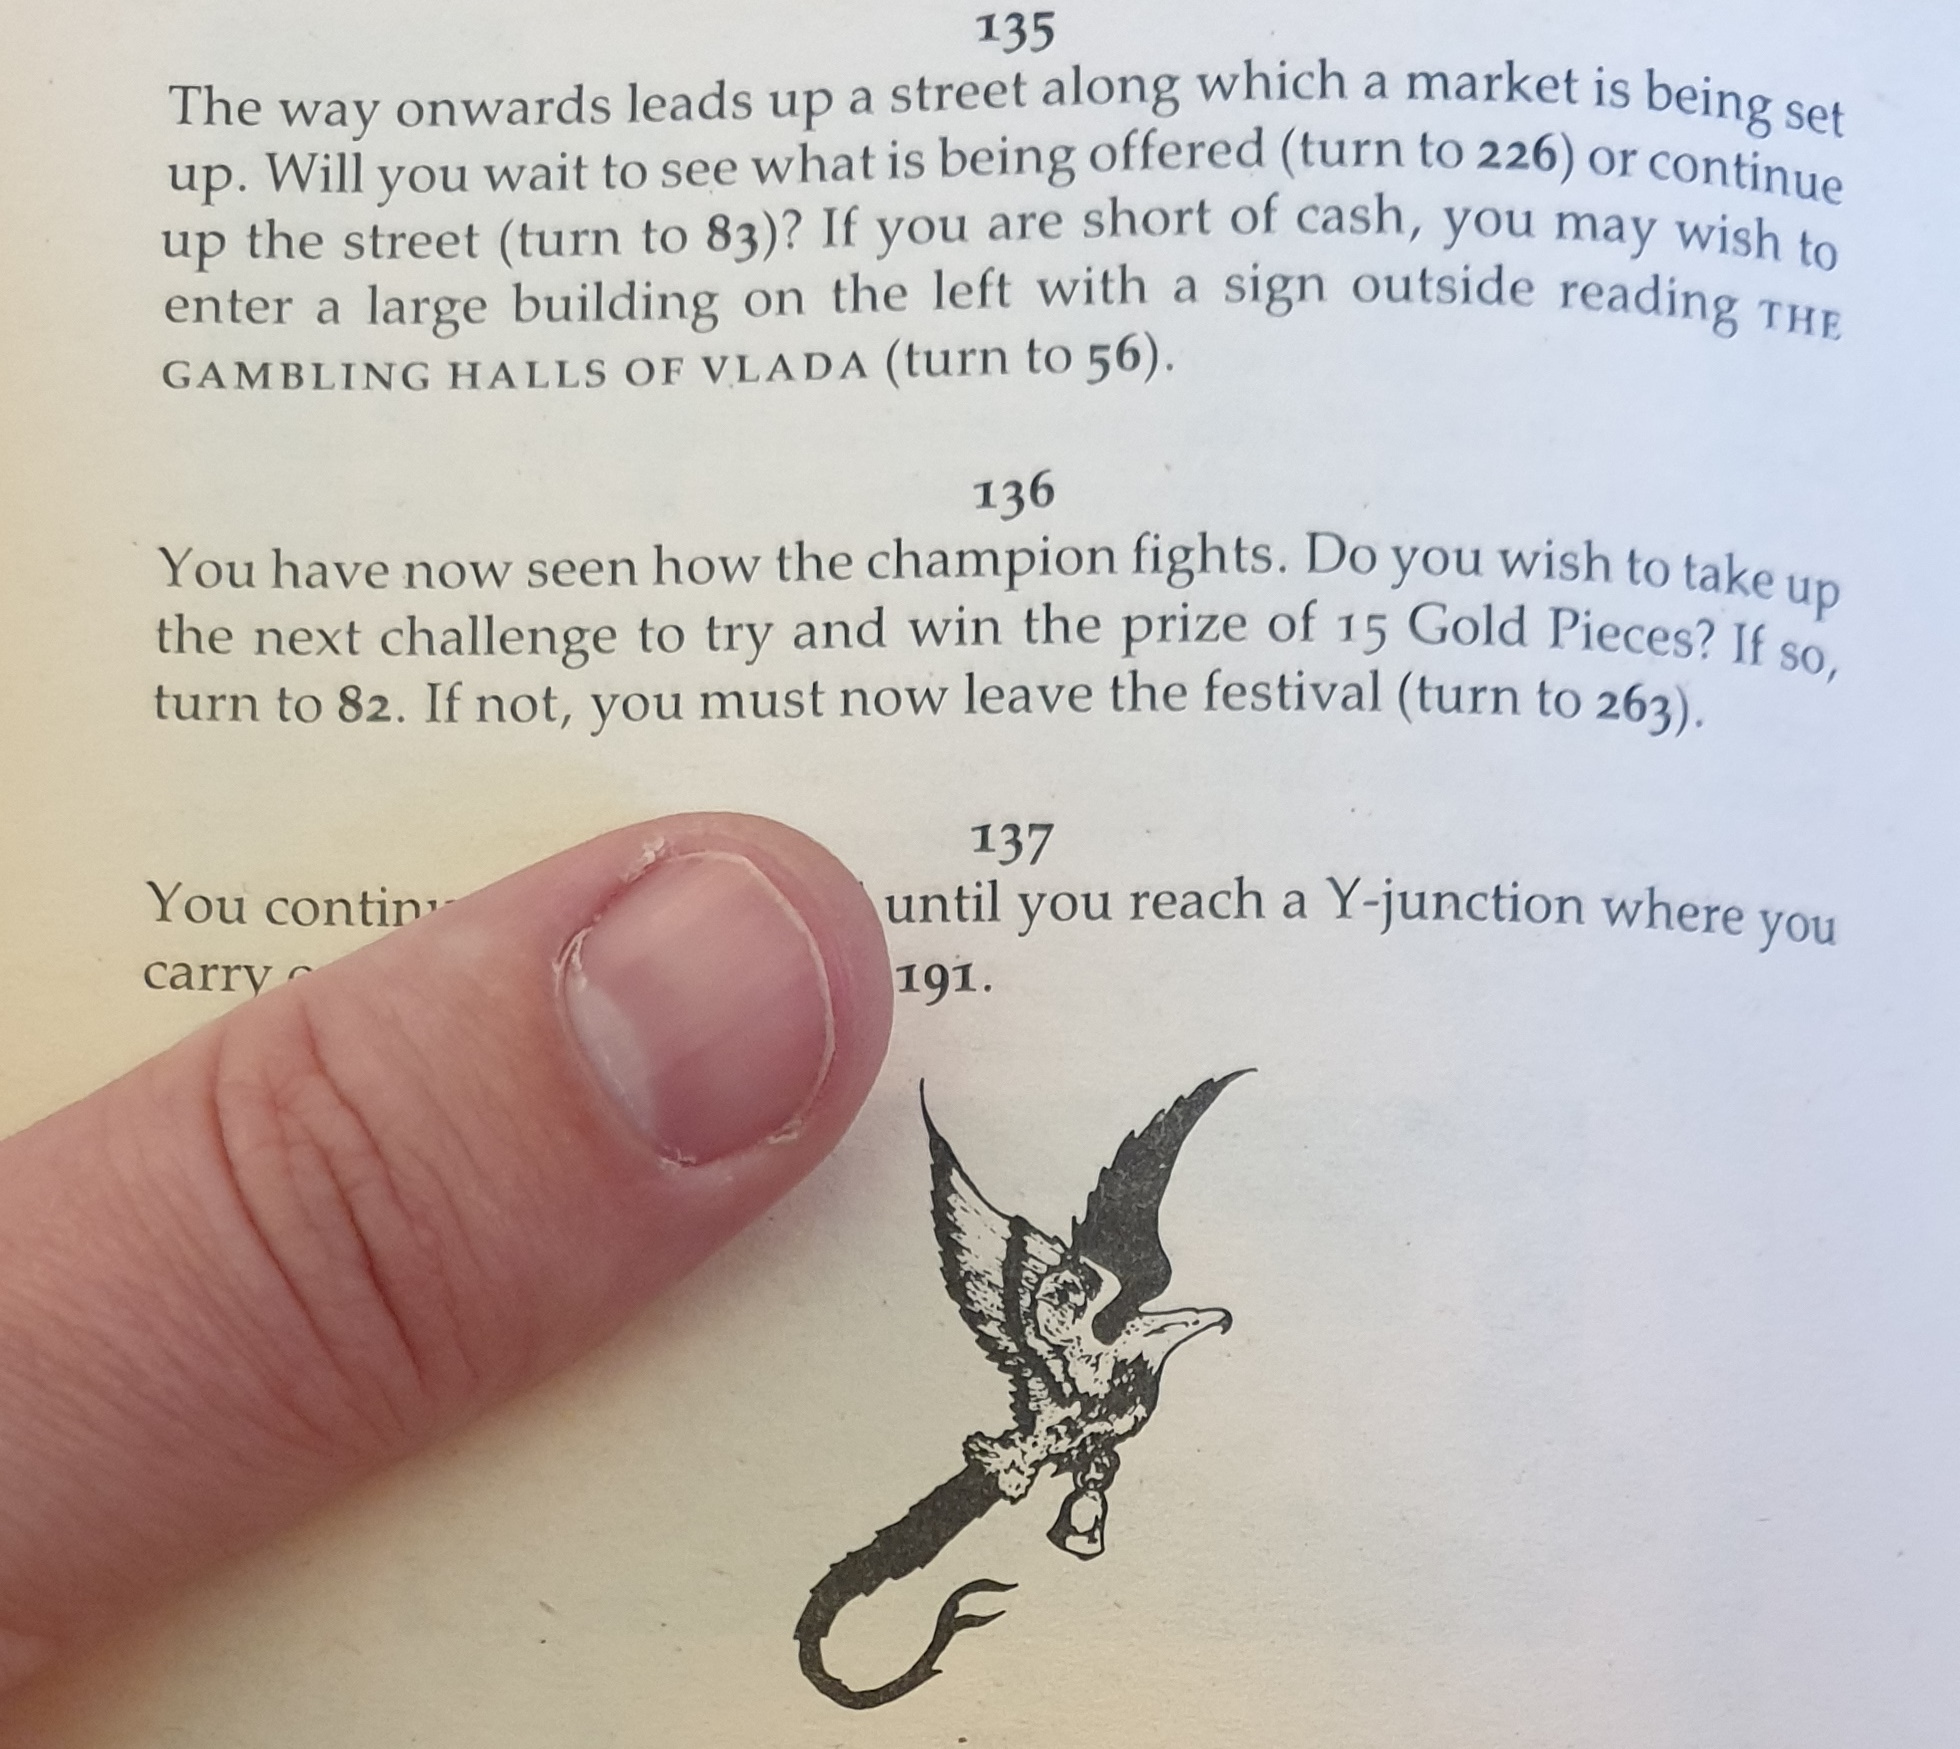 135
The way onwards leads up a street along which a market is being set
up. Will you wait to see what is being offered (turn to 226) or continue
up the street (turn to 83)? If you are short of cash, you may wish to
enter a large building on the left with a sign outside reading THE
GAMBLING HALLS OF VLADA (turn to 56).
136
You have now seen how the champion fights. Do you wish to take up
the next challenge to try and win the prize of 15 Gold Pieces? If so,
turn to 82. If not, you must now leave the festival (turn to 263).
137
You until you reach a Y-junction where you
carry 191.